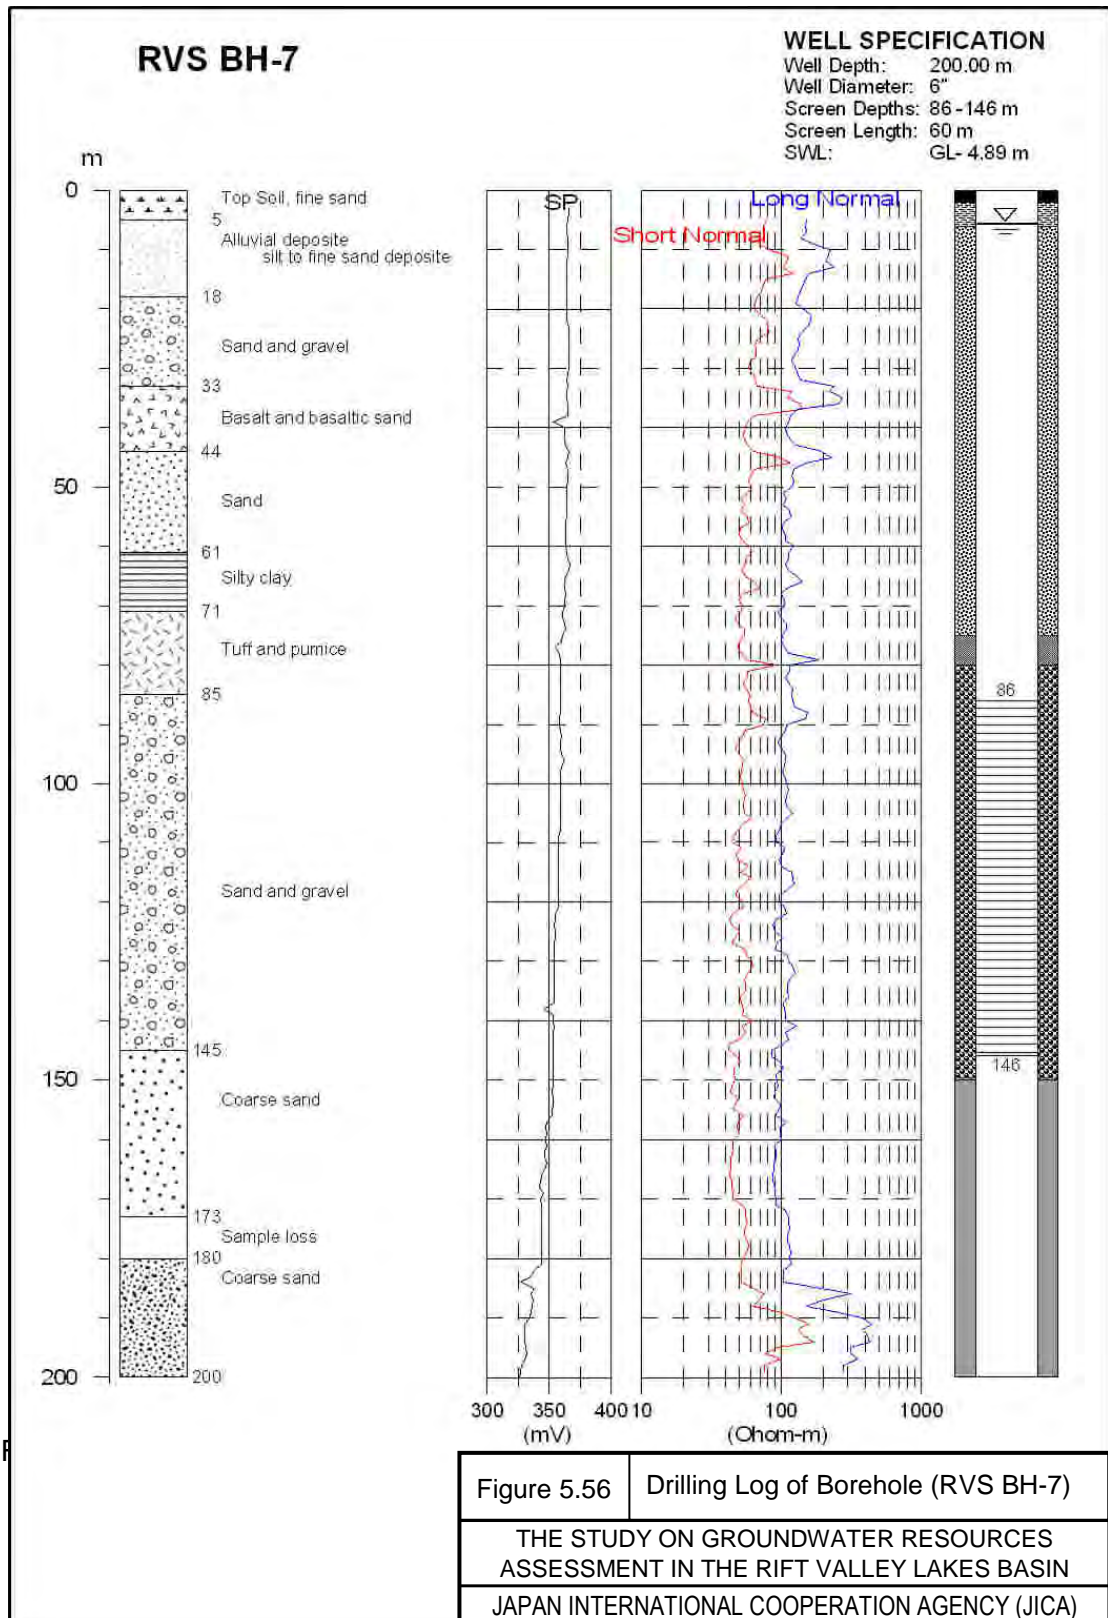 RVS BH-7
WELL SPECIFICATION
Well Depth: 200.00 m
Well Diameter: 6"
Screen Depths: 86 -146 m
Screen Length: 60 m
SWL: GL- 4.89 m
m
0
Top Soil, fine sand
SP
Long Normal
5
Short Normal
Alluvial deposite
silt to fine sand deposite
18
Sand and gravel
33
Basalt and basaltic sand
44
50
Sand
61
Silty clay
71
Tuff and pumice
85
86
100
Sand and gravel
145
146
150
Coarse sand
173
Sample loss
180
Coarse sand
200
200
300 350 400 10 100 1000
(mV) (Ohom-m)
Figure 5.56 Drilling Log of Borehole (RVS BH-7)
THE STUDY ON GROUNDWATER RESOURCES
ASSESSMENT IN THE RIFT VALLEY LAKES BASIN
JAPAN INTERNATIONAL COOPERATION AGENCY (JICA)